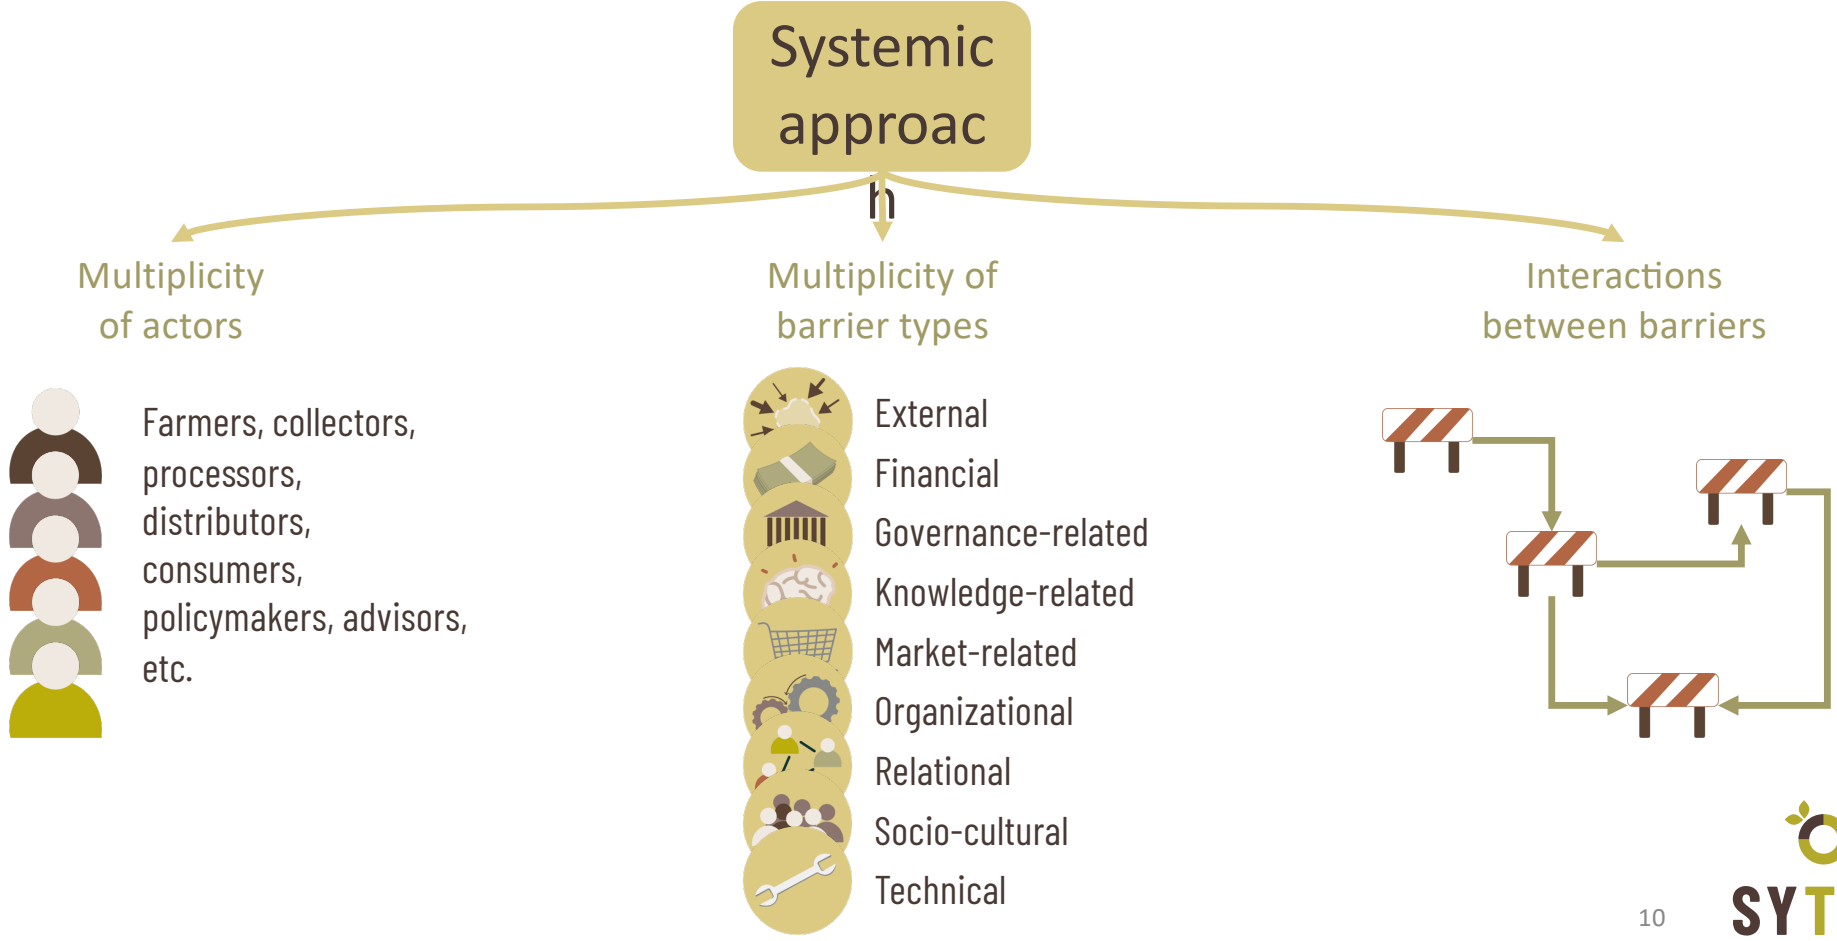 Systemic
approac
h
Multiplicity
of actors
Farmers, collectors,
processors,
distributors,
consumers,
policymakers, advisors,
etc.
Multiplicity of
barrier types
External
Financial
Governance-related
Knowledge-related
Market-related
Organizational
Relational
Socio-cultural
Technical
Interactions
between barriers
10
SYT